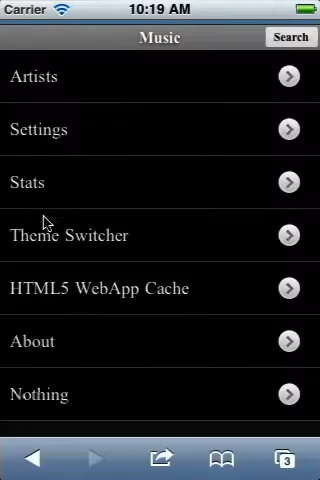 Carrier 10:19 AM
Music Search
Artists
Settings
Stats
Theme Switcher
HTML5 WebApp Cache
About
Nothing
3